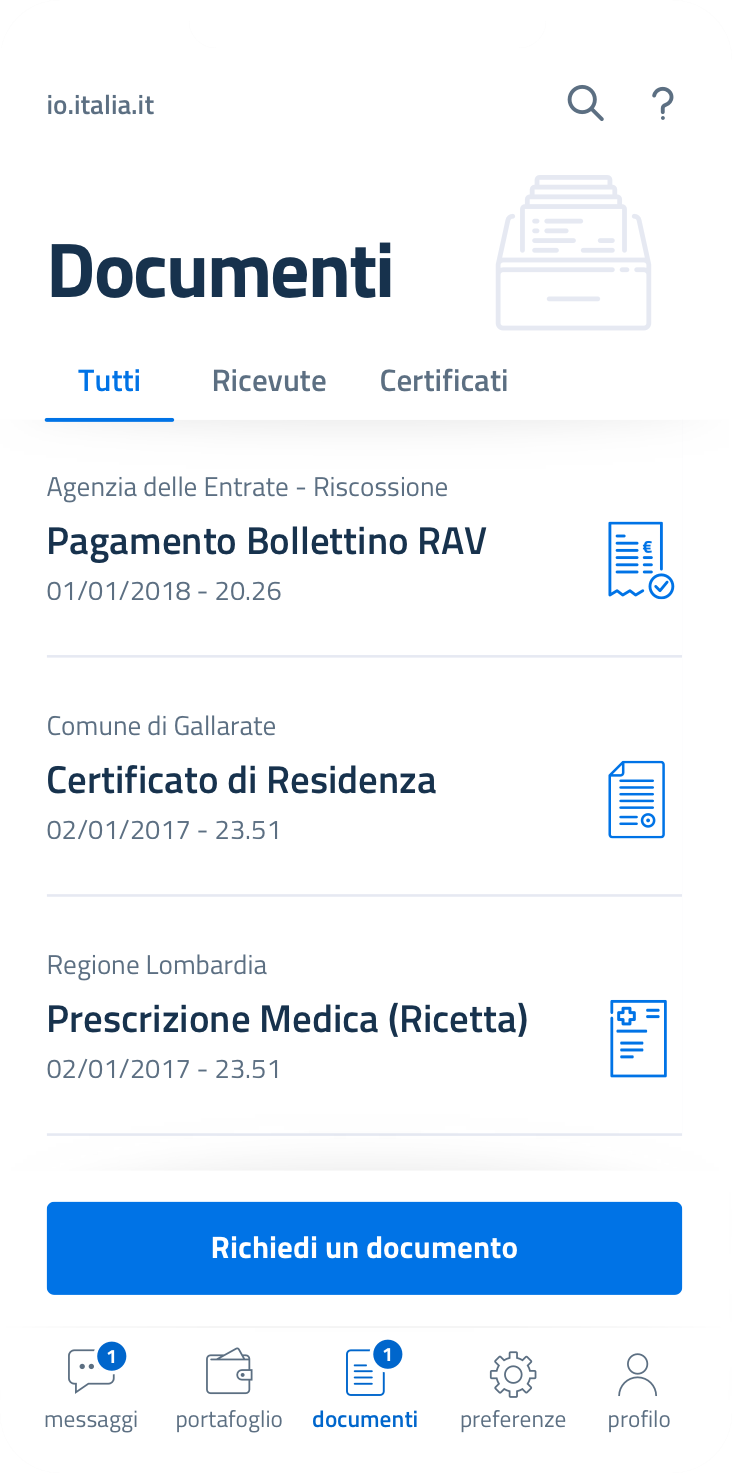 io.italia.it
Documenti
Tutti Ricevute Certificati
Agenzia delle Entrate - Riscossione
Pagamento Bollettino RAV
01/01/2018 - 20.26
€
Comune di Gallarate
Certificato di Residenza
02/01/2017 - 23.51
Regione Lombardia
Prescrizione Medica (Ricetta)
02/01/2017 - 23.51
Richiedi un documento
1 1
messaggi portafoglio documenti preferenze profilo